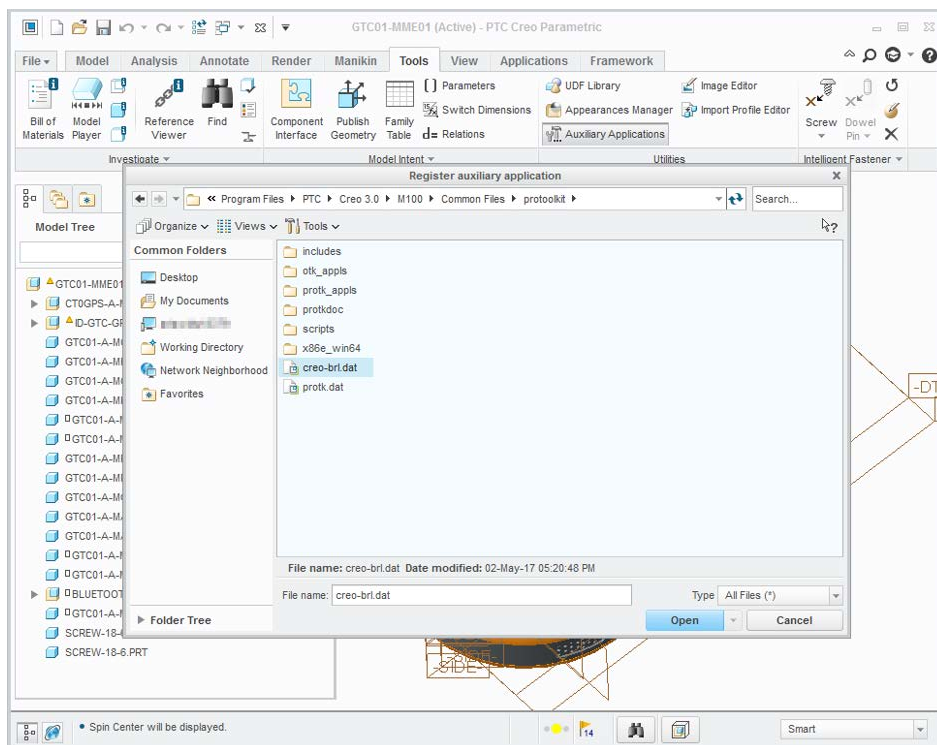 GTC01-MME01 (Active) - PTC Creo Parametric
File Model Analysis Annotate Render Manikin Tools View Applications Framework
Bill of Materials
Model Player
Reference Viewer
Find
Component Interface
Publish Geometry
Family Table
Parameters
Switch Dimensions
d= Relations
UDF Library
Appearances Manager
Auxiliary Applications
Image Editor
Import Profile Editor
Screw
Dowel Pin
Investigate Model Intent Utilities Intelligent Fastener
Register auxiliary application
« Program Files PTC Creo 3.0 M100 Common Files protoolkit
Search...
Organize Views Tools
Model Tree
Common Folders
Desktop
My Documents
Working Directory
Network Neighborhood
Favorites
Folder Tree
includes
otk_appls
protk_appls
protkdoc
scripts
x86e_win64
creo-brl.dat
protk.dat
File name: creo-brl.dat Date modified: 02-May-17 05:20:48 PM
File name: creo-brl.dat
Type All Files (*)
Open
Cancel
GTC01-MME01
CT0GPS-A-
ID-GTC-
GTC01-A-
GTC01-A-
GTC01-A-
GTC01-A-
GTC01-A-
GTC01-A-
GTC01-A-
GTC01-A-
GTC01-A-
GTC01-A-
GTC01-A-
GTC01-A-
GTC01-A-
BLUETOOT
GTC01-A-
SCREW-18-
SCREW-18-6.PRT
-SIDE-
Spin Center will be displayed.
14
Smart